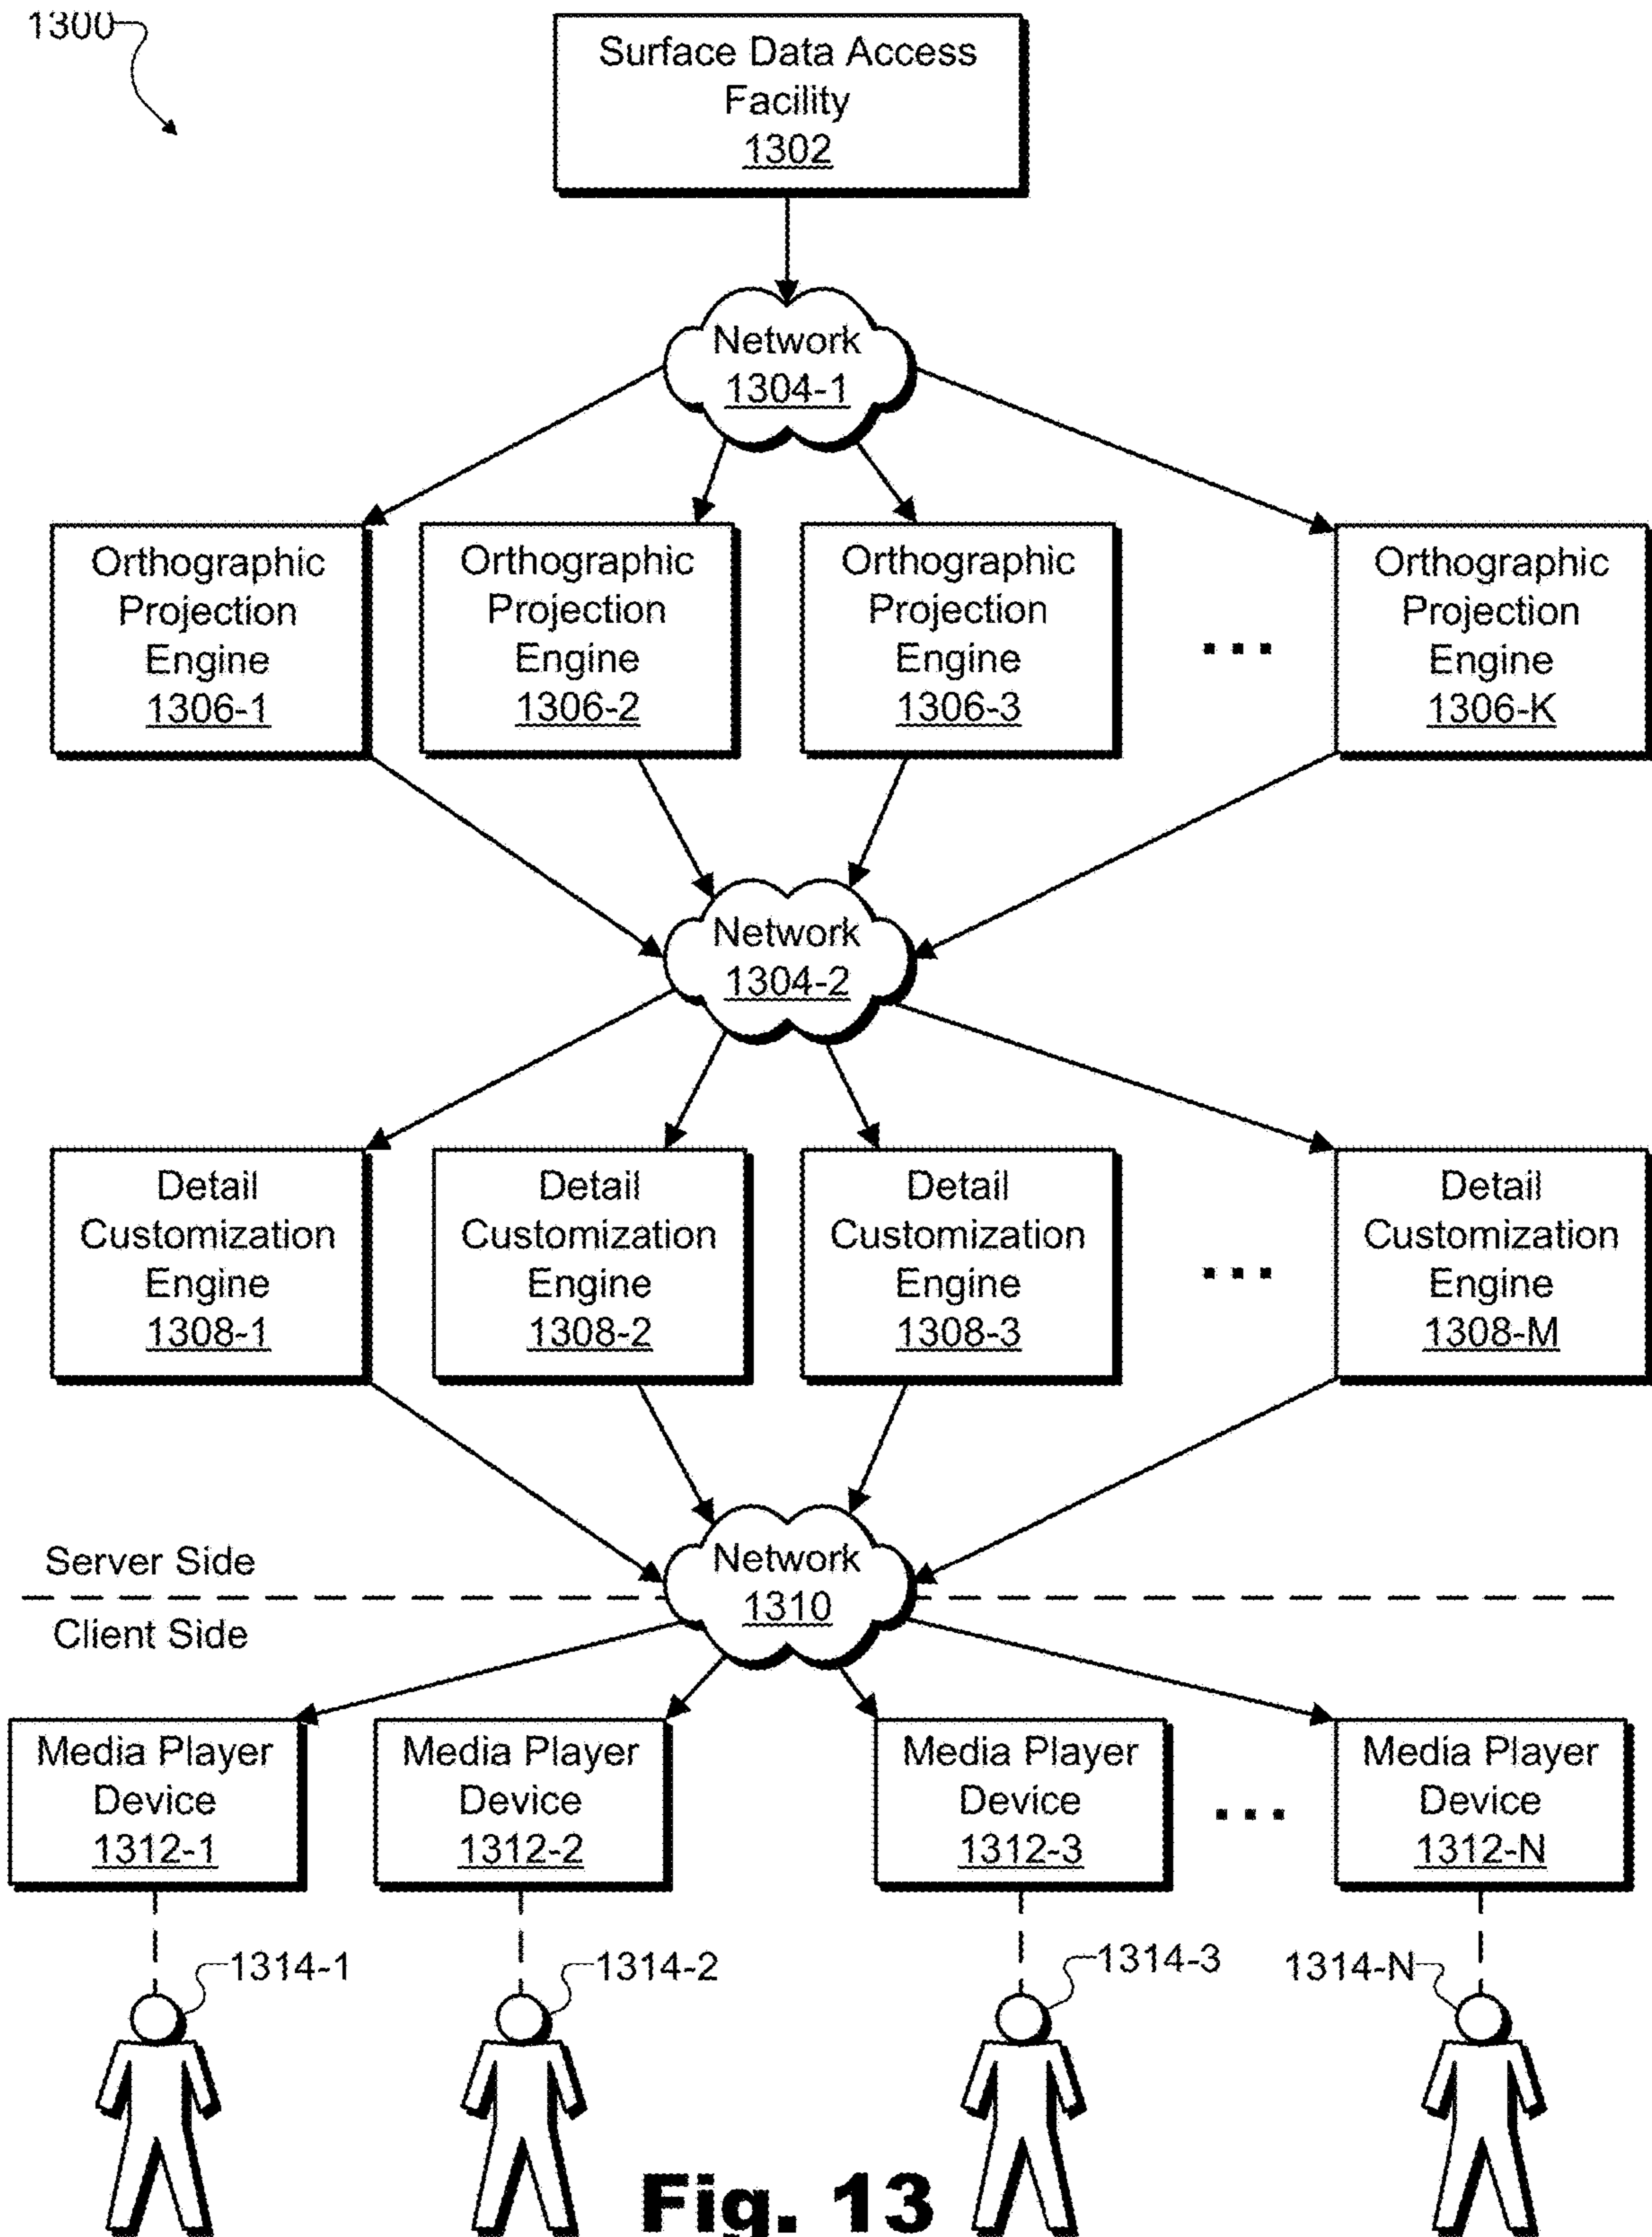 1300
Surface Data Access
Facility
1302
Network
1304-1
Orthographic
Projection
Engine
1306-1
Orthographic
Projection
Engine
1306-2
Orthographic
Projection
Engine
1306-3
...
Orthographic
Projection
Engine
1306-K
Network
1304-2
Detail
Customization
Engine
1308-1
Detail
Customization
Engine
1308-2
Detail
Customization
Engine
1308-3
...
Detail
Customization
Engine
1308-M
Server Side
Network
1310
Client Side
Media Player
Device
1312-1
Media Player
Device
1312-2
Media Player
Device
1312-3
...
Media Player
Device
1312-N
1314-1
1314-2
1314-3
1314-N
Fig. 13